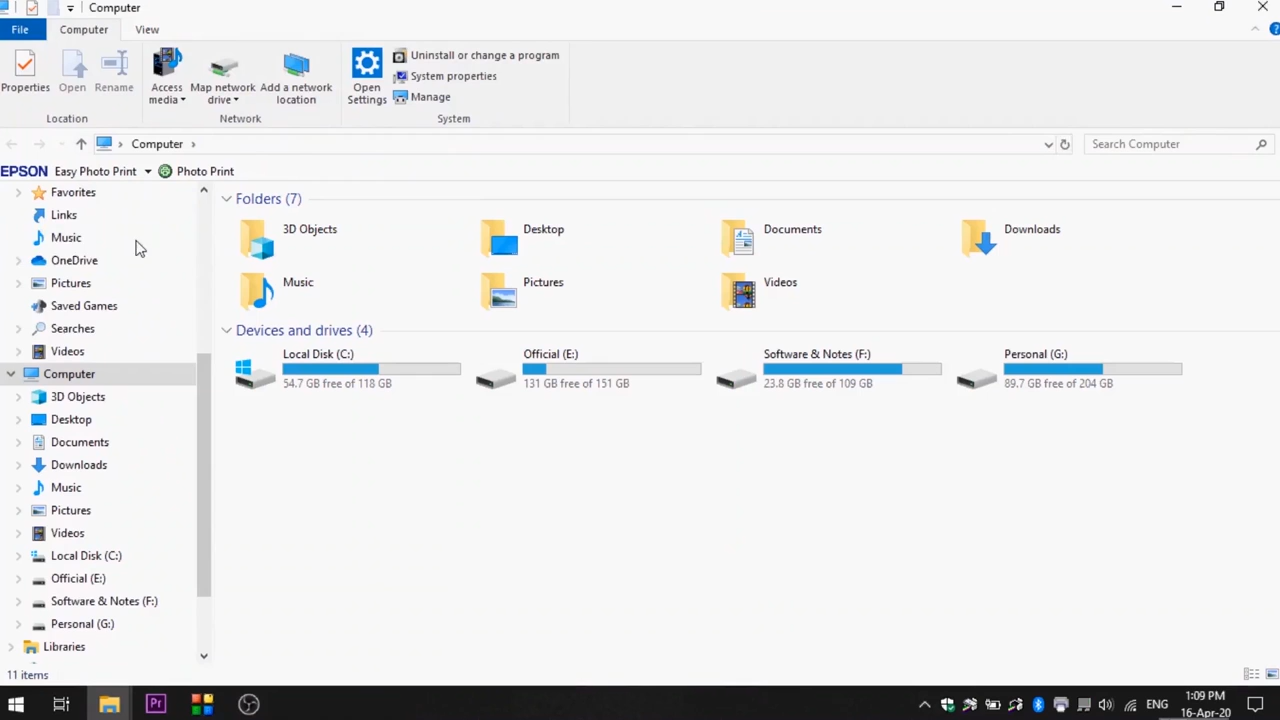 Computer
File Computer View
Properties Open Rename
Access media Map network drive Add a network location
Open Settings
Uninstall or change a program
System properties
Manage
Location Network System
Computer
Search Computer
EPSON Easy Photo Print Photo Print
Favorites
Links
Music
OneDrive
Pictures
Saved Games
Searches
Videos
Computer
3D Objects
Desktop
Documents
Downloads
Music
Pictures
Videos
Local Disk (C:)
Official (E:)
Software & Notes (F:)
Personal (G:)
Libraries
Folders (7)
3D Objects Desktop Documents Downloads
Music Pictures Videos
Devices and drives (4)
Local Disk (C:) Official (E:) Software & Notes (F:) Personal (G:)
54.7 GB free of 118 GB 131 GB free of 151 GB 23.8 GB free of 109 GB 89.7 GB free of 204 GB
11 items
Pr
ENG
1:09 PM
16-Apr-20